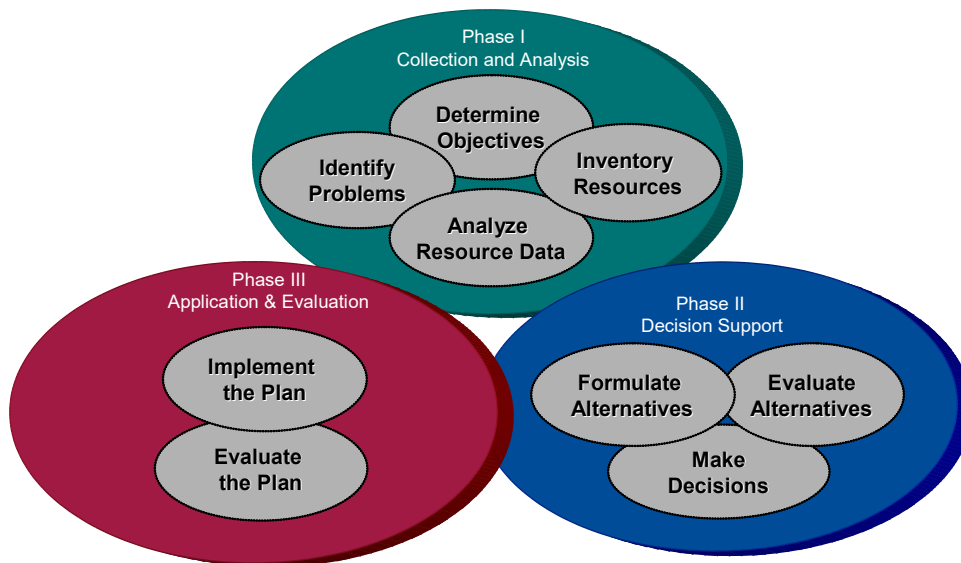 Phase I
Collection and Analysis
Determine
Objectives
Identify
Problems
Inventory
Resources
Analyze
Resource Data
Phase III
Application & Evaluation
Implement
the Plan
Evaluate
the Plan
Phase II
Decision Support
Formulate
Alternatives
Evaluate
Alternatives
Make
Decisions